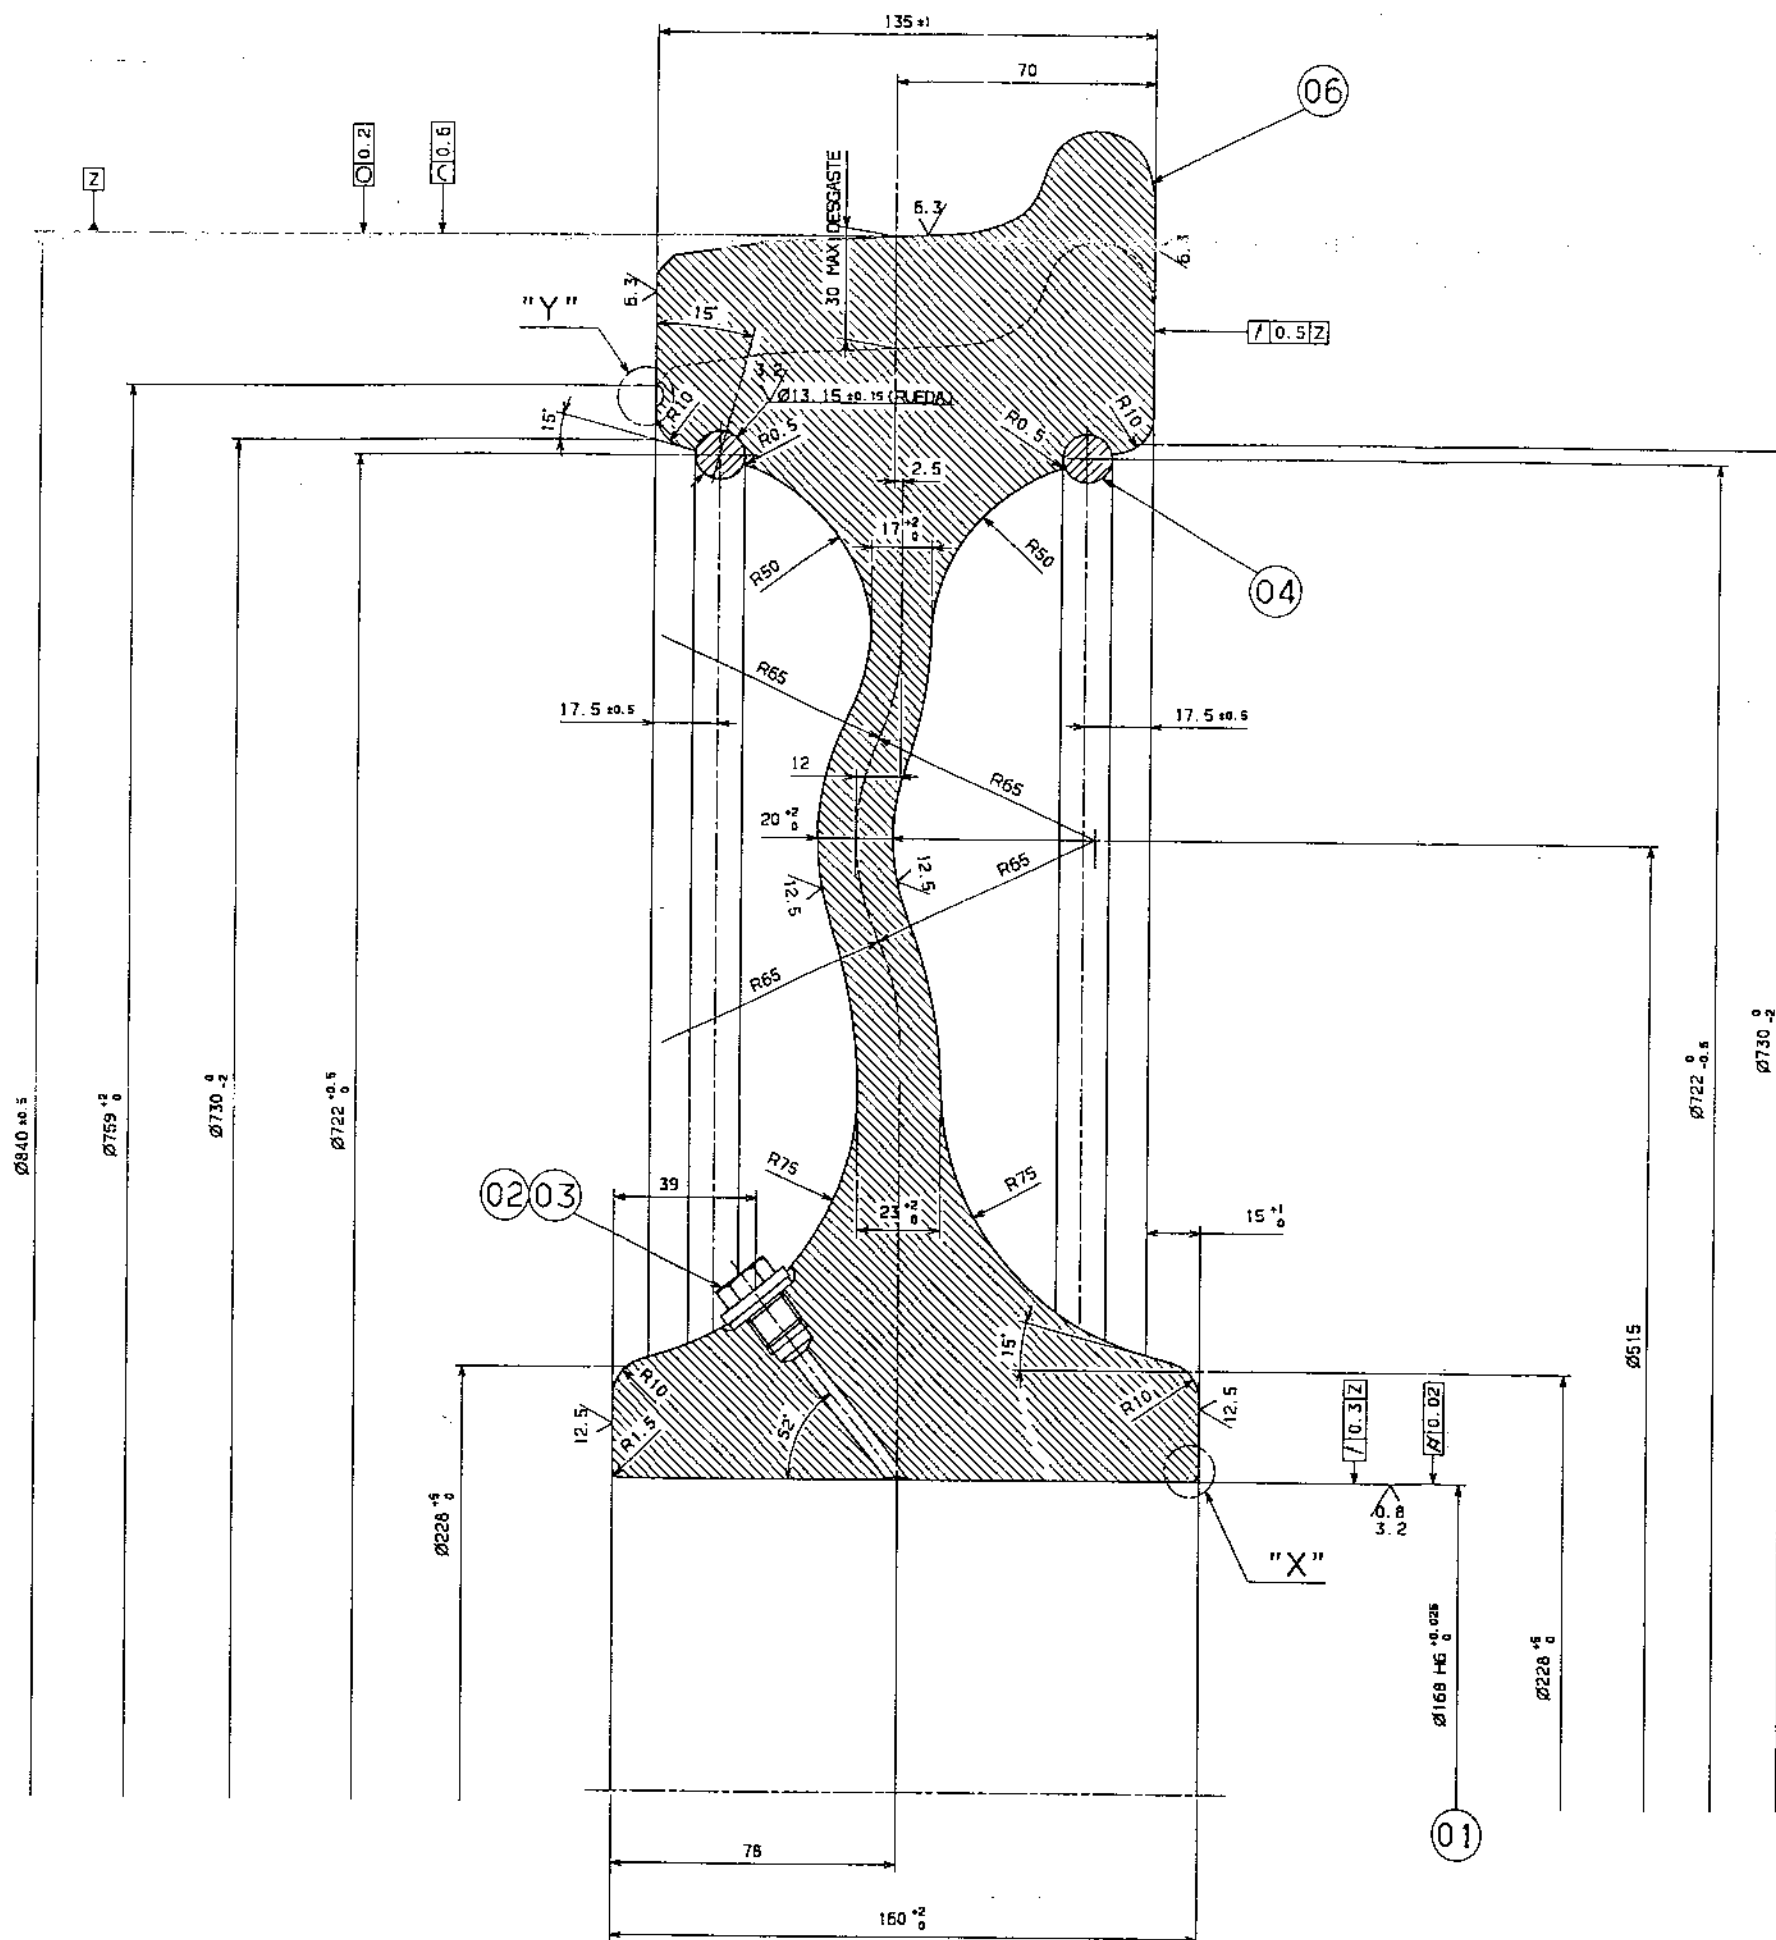 135 ±1
70
06
Z
0.2
0.6
30 MAX. DESGASTE
6.3
6.3
6.3
"Y"
15°
0.5 Z
3.2
Ø13.15 ±0.15 (RUEDA)
15°
R10
R0.5
R0.5
R10
2.5
17 +2 0
R50
R50
04
R65
17.5 ±0.5
17.5 ±0.5
12
R65
20 +2 0
R65
12.5
12.5
R65
Ø840 ±0.5
Ø759 +2 0
Ø730 0 -2
Ø722 +0.5 0
Ø722 0 -0.5
Ø730 0 -2
R75
R75
02 03
39
23 +2 0
15 +1 0
15°
Ø515
R10
R1.5
12.5
52°
R10
12.5
0.3 Z
0.02
0.8
3.2
Ø228 +5 0
"X"
Ø168 H6 +0.025 0
Ø228 +5 0
01
78
160 +2 0